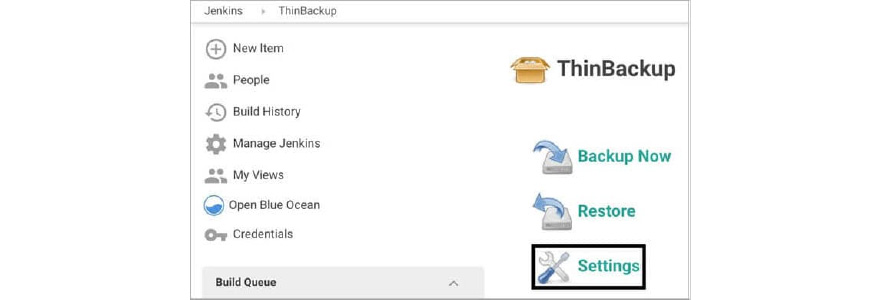 Jenkins ThinBackup
New Item
People
Build History
Manage Jenkins
My Views
Open Blue Ocean
Credentials
Build Queue
ThinBackup
Backup Now
Restore
Settings